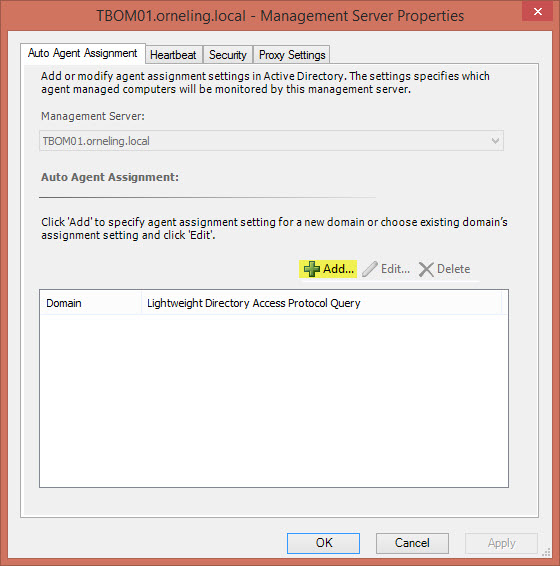 TBOM01.orneling.local - Management Server Properties
Auto Agent Assignment Heartbeat Security Proxy Settings
Add or modify agent assignment settings in Active Directory. The settings specifies which
agent managed computers will be monitored by this management server.
Management Server:
TBOM01.orneling.local
Auto Agent Assignment:
Click 'Add' to specify agent assignment setting for a new domain or choose existing domain's
assignment setting and click 'Edit'.
Add... Edit... Delete
Domain Lightweight Directory Access Protocol Query
OK Cancel Apply